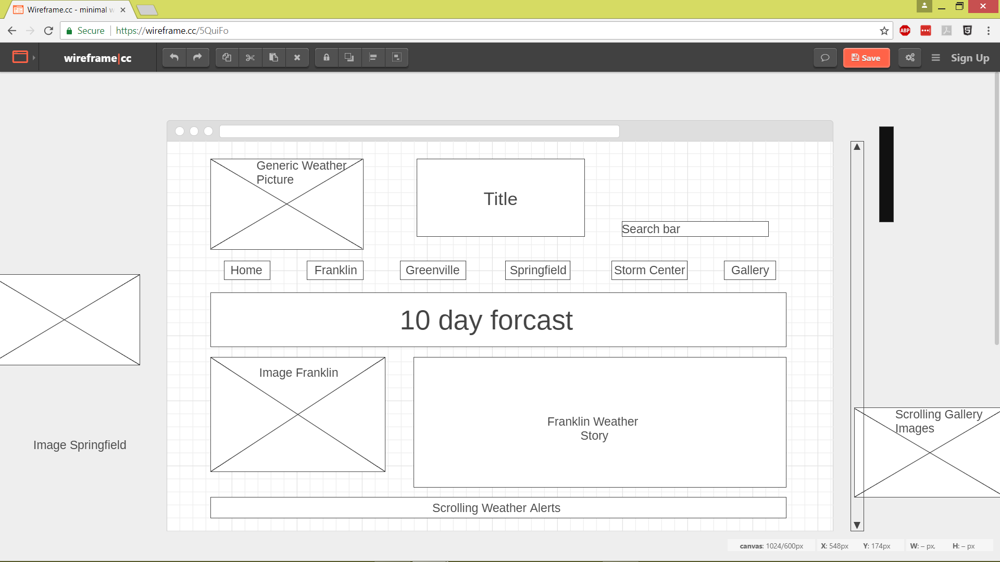 Wireframe.cc - minimal w
Secure https://wireframe.cc/5QuiFo
ABP
wireframe|cc
Save
Sign Up
Generic Weather
Picture
Title
Search bar
Home Franklin Greenville Springfield Storm Center Gallery
10 day forcast
Image Franklin
Franklin Weather
Story
Scrolling Gallery
Images
Image Springfield
Scrolling Weather Alerts
canvas: 1024/600px X: 548px Y: 174px W: – px, H: – px